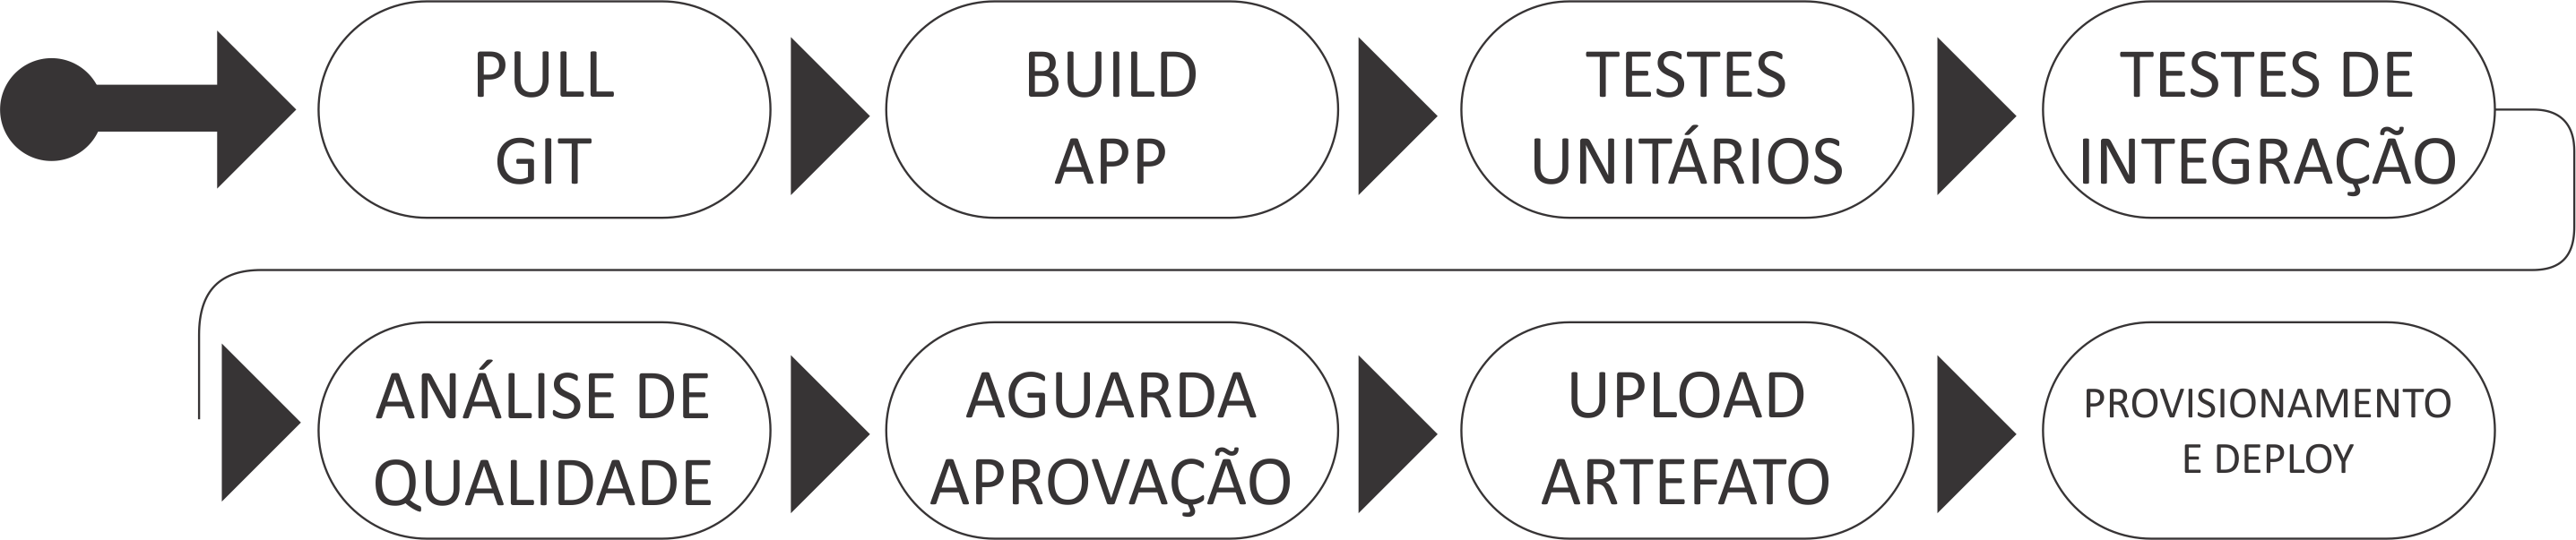 PULL
GIT
BUILD
APP
TESTES
UNITÁRIOS
TESTES DE
INTEGRAÇÃO
ANÁLISE DE
QUALIDADE
AGUARDA
APROVAÇÃO
UPLOAD
ARTEFATO
PROVISIONAMENTO
E DEPLOY